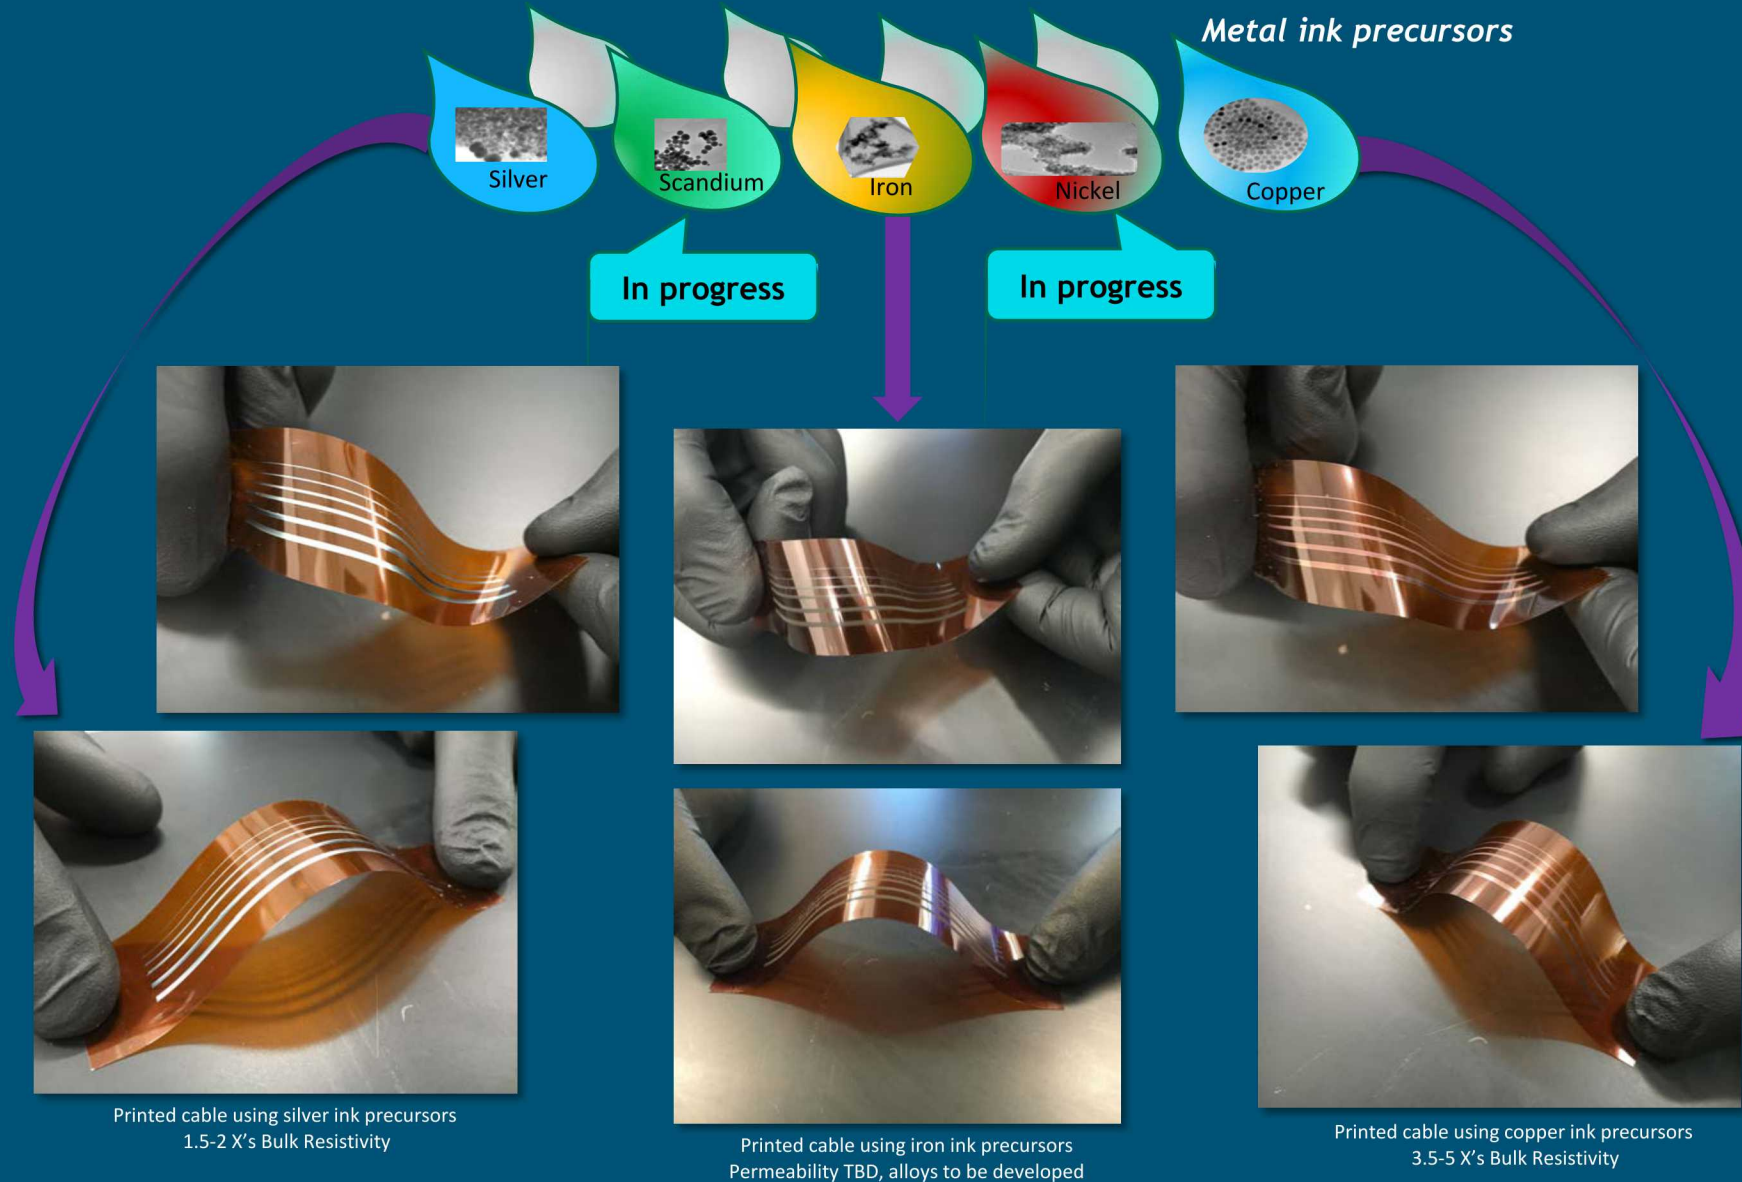 Metal ink precursors
Silver
Scandium
Iron
Nickel
Copper
In progress
In progress
Printed cable using silver ink precursors
1.5-2 X’s Bulk Resistivity
Printed cable using iron ink precursors
Permeability TBD, alloys to be developed
Printed cable using copper ink precursors
3.5-5 X’s Bulk Resistivity